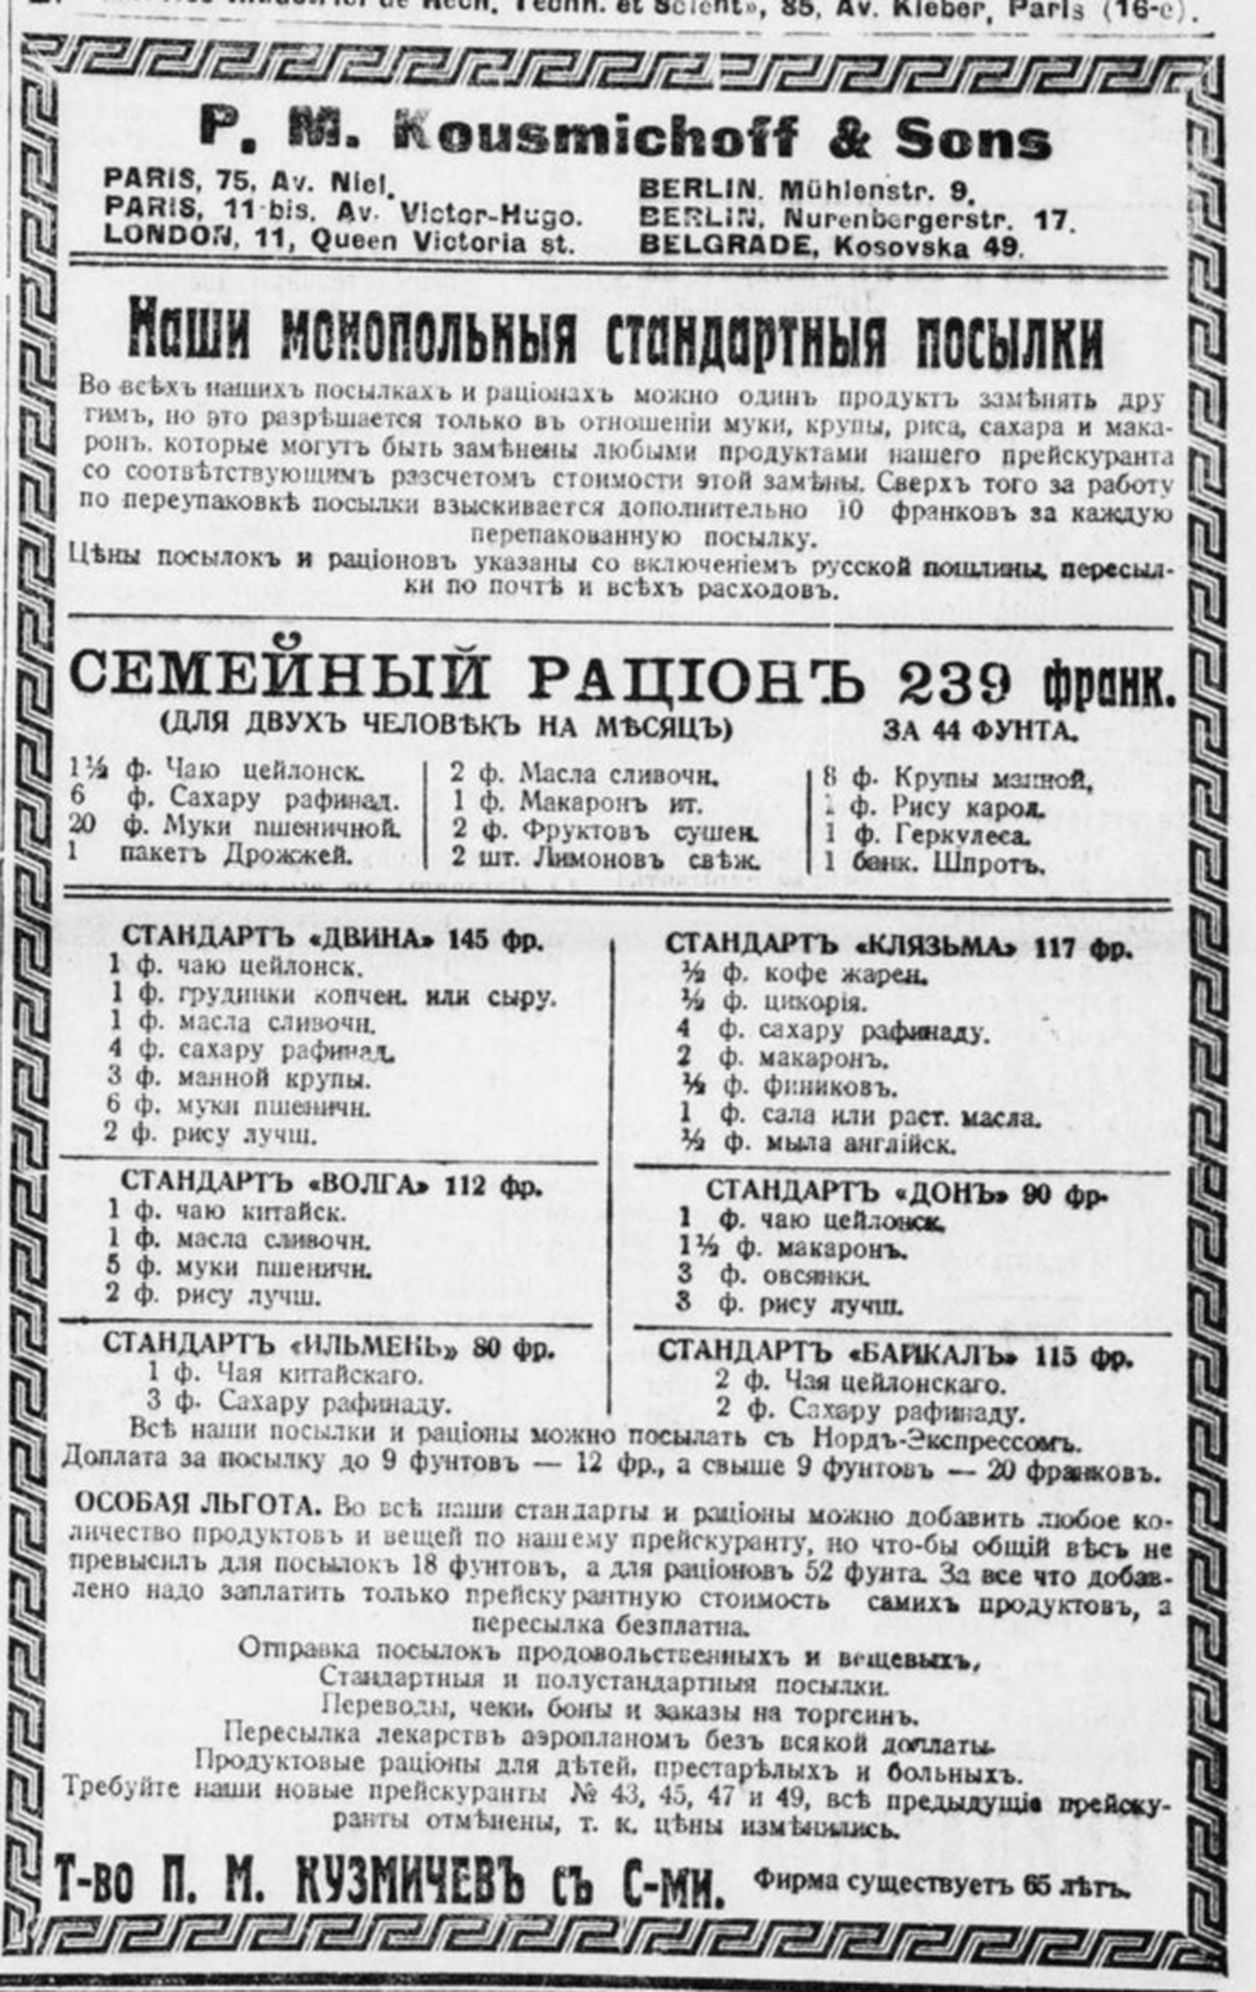 Techn. et Scient», 85, Av. Kleber, Paris (16-e).
P. M. Kousmichoff & Sons
PARIS, 75, Av. Niel.
PARIS, 11-bis, Av. Victor-Hugo.
LONDON, 11, Queen Victoria st.
BERLIN. Mühlenstr. 9.
BERLIN, Nurenbergerstr. 17.
BELGRADE, Kosovska 49.
Наши монопольныя стандартныя посылки
Во всѣхъ нашихъ посылкахъ и раціонахъ можно одинъ продуктъ замѣнять дру
гимъ, но это разрѣшается только въ отношеніи муки, крупы, риса, сахара и мака-
ронъ. которые могутъ быть замѣнены любыми продуктами нашего прейскуранта
со соотвѣтствующимъ разсчетомъ стоимости этой замѣны. Сверхъ того за работу
по переупаковкѣ посылки взыскивается дополнительно 10 франковъ за каждую
перепакованную посылку.
Цѣны посылокъ и раціоновъ указаны со включеніемъ русской пошлины, пересыл-
ки по почтѣ и всѣхъ расходовъ.
СЕМЕЙНЫЙ РАЦІОНЪ 239 франк.
(ДЛЯ ДВУХЪ ЧЕЛОВѢКЪ НА МѢСЯЦЪ) ЗА 44 ФУНТА.
1½ ф. Чаю цейлонск.
6 ф. Сахару рафинад.
20 ф. Муки пшеничной.
1 пакетъ Дрожжей.
2 ф. Масла сливочн.
1 ф. Макаронъ ит.
2 ф. Фруктовъ сушен.
2 шт. Лимоновъ свѣж.
8 ф. Крупы манной,
1 ф. Рису карол.
1 ф. Геркулеса.
1 банк. Шпротъ.
СТАНДАРТЪ «ДВИНА» 145 фр.
1 ф. чаю цейлонск.
1 ф. грудинки копчен. или сыру.
1 ф. масла сливочн.
4 ф. сахару рафинад.
3 ф. манной крупы.
6 ф. муки пшеничн.
2 ф. рису лучш.
СТАНДАРТЪ «ВОЛГА» 112 фр.
1 ф. чаю китайск.
1 ф. масла сливочн.
5 ф. муки пшеничн.
2 ф. рису лучш.
СТАНДАРТЪ «ИЛЬМЕНЬ» 80 фр.
1 ф. Чая китайскаго.
3 ф. Сахару рафинаду.
СТАНДАРТЪ «КЛЯЗЬМА» 117 фр.
½ ф. кофе жарен.
½ ф. цикорія.
4 ф. сахару рафинаду.
2 ф. макаронъ.
½ ф. фиников​ъ.
1 ф. сала или раст. масла.
½ ф. мыла англійск.
СТАНДАРТЪ «ДОНЪ» 90 фр.
1 ф. чаю цейлонск.
1½ ф. макаронъ.
3 ф. овсянки.
3 ф. рису лучш.
СТАНДАРТЪ «БАЙКАЛЪ» 115 фр.
2 ф. Чая цейлонскаго.
2 ф. Сахару рафинаду.
Всѣ наши посылки и раціоны можно посылать съ Нордъ-Экспрессомъ.
Доплата за посылку до 9 фунтовъ — 12 фр., а свыше 9 фунтовъ — 20 франковъ.
ОСОБАЯ ЛЬГОТА. Во всѣ наши стандарты и раціоны можно добавить любое ко-
личество продуктовъ и вещей по нашему прейскуранту, но что-бы общій вѣсъ не
превысилъ для посылокъ 18 фунтовъ, а для раціоновъ 52 фунта. За все что добав-
лено надо заплатить только прейскурантную стоимость самихъ продуктовъ, а
пересылка безплатна.
Отправка посылокъ продовольственныхъ и вещевыхъ,
Стандартныя и полустандартныя посылки.
Переводы, чеки, боны и заказы на торгсинъ.
Пересылка лекарствъ аэропланомъ безъ всякой доплаты.
Продуктовые раціоны для дѣтей, престарѣлыхъ и больныхъ.
Требуйте наши новые прейскуранты № 43, 45, 47 и 49, всѣ предыдущіе прейску-
ранты отмѣнены, т. к. цѣны измѣнились.
Т-во П. М. КУЗМИЧЕВЪ съ С-ми. Фирма существуетъ 65 лѣтъ.